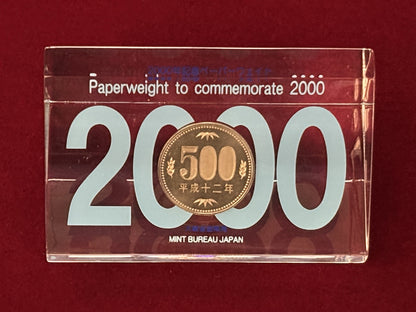 Paperweight to commemorate 2000
2000
500
平成十二年
MINT BUREAU JAPAN